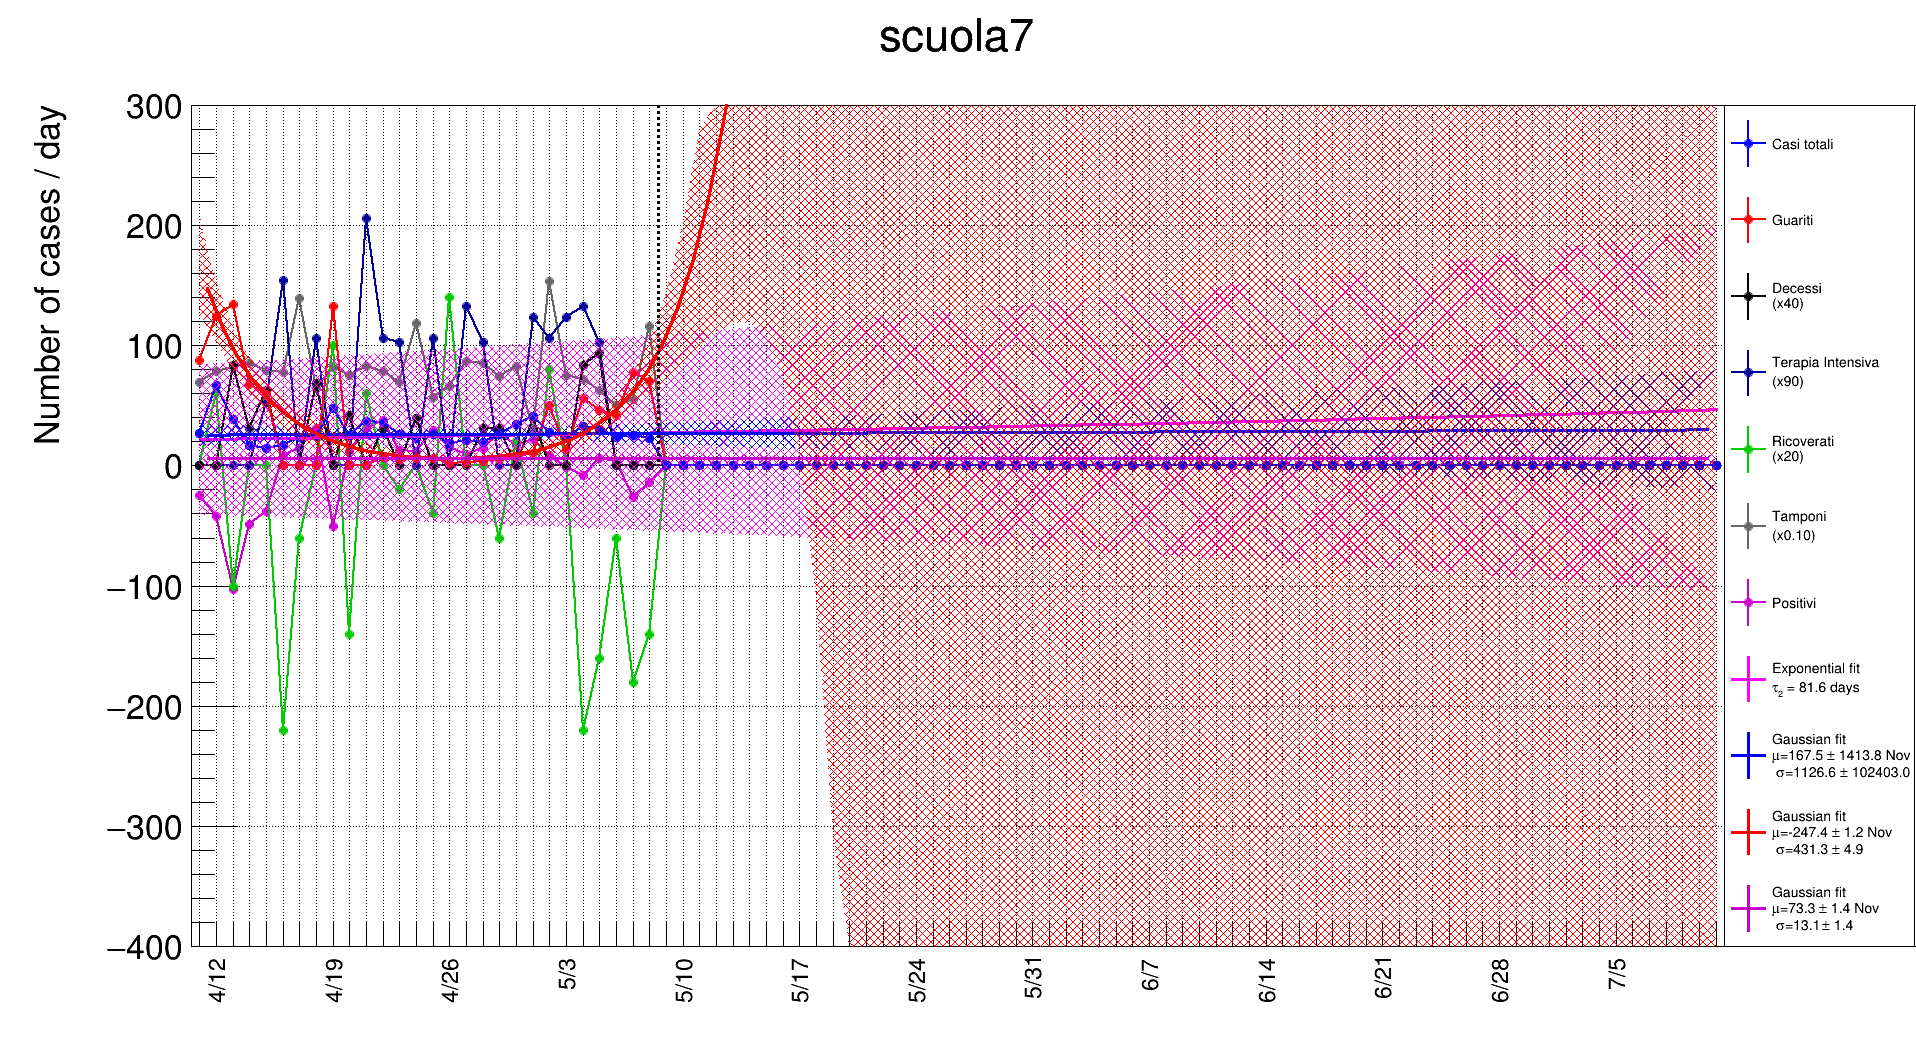 scuola7
Number of cases / day
300
200
100
0
−100
−200
−300
−400
4/12
4/19
4/26
5/3
5/10
5/17
5/24
5/31
6/7
6/14
6/21
6/28
7/5
Casi totali
Guariti
Decessi
(x40)
Terapia Intensiva
(x90)
Ricoverati
(x20)
Tamponi
(x0.10)
Positivi
Exponential fit
τ₂ = 81.6 days
Gaussian fit
μ=167.5 ± 1413.8 Nov
σ=1126.6 ± 102403.0
Gaussian fit
μ=-247.4 ± 1.2 Nov
σ=431.3 ± 4.9
Gaussian fit
μ=73.3 ± 1.4 Nov
σ=13.1 ± 1.4